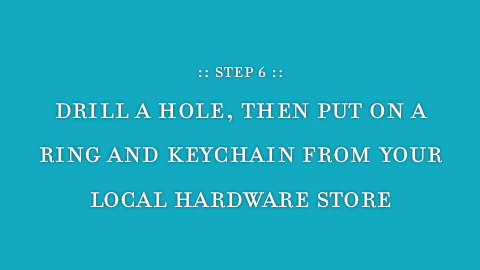 :: STEP 6 ::
DRILL A HOLE, THEN PUT ON A
RING AND KEYCHAIN FROM YOUR
LOCAL HARDWARE STORE